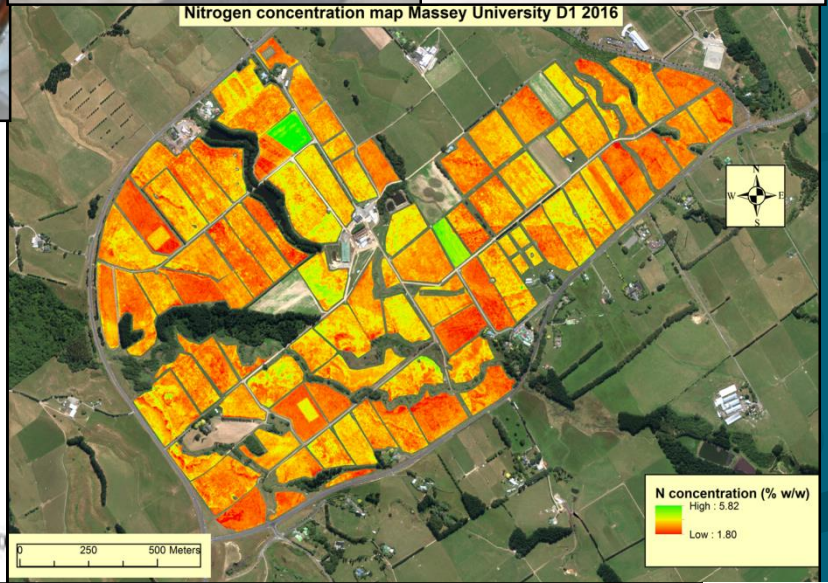 Nitrogen concentration map Massey University D1 2016
N
W E
S
N concentration (% w/w)
High : 5.82
Low : 1.80
0 250 500 Meters